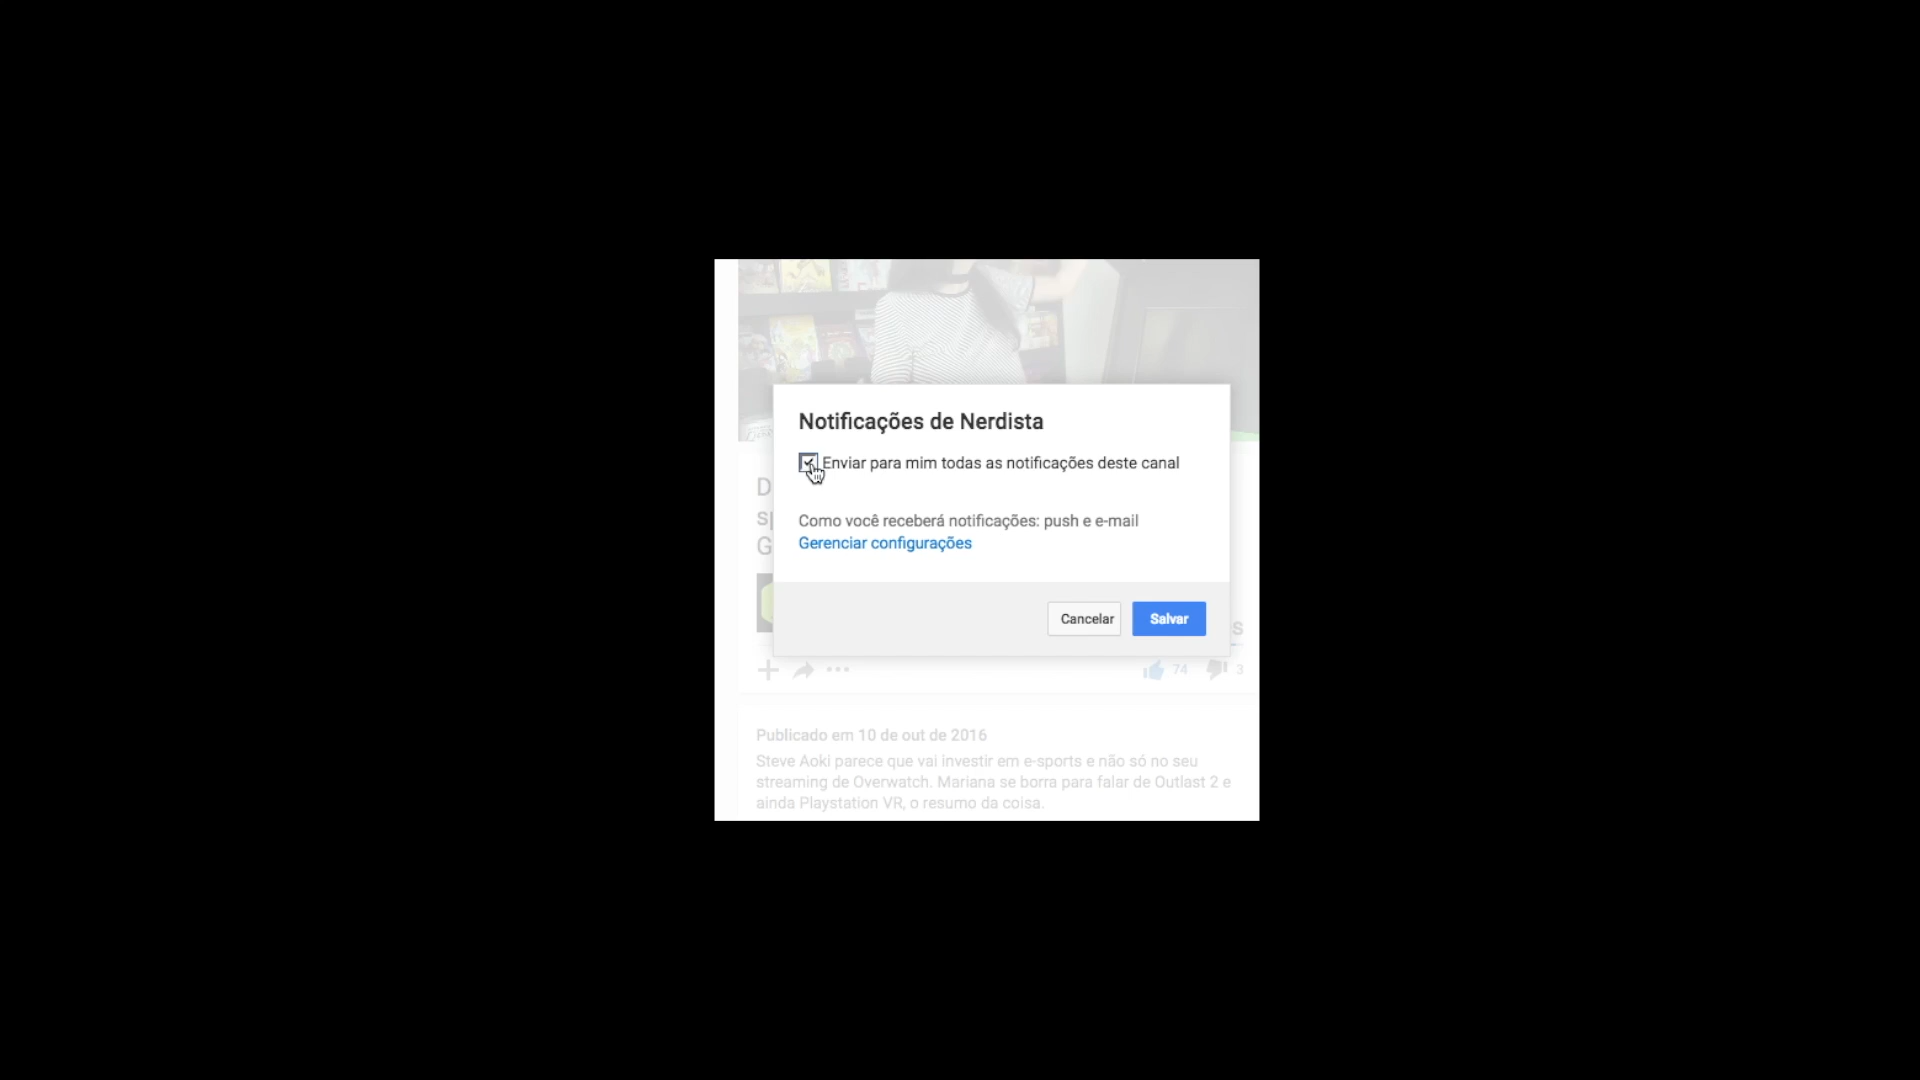 Notificações de Nerdista
Enviar para mim todas as notificações deste canal
Como você receberá notificações: push e e-mail
Gerenciar configurações
Cancelar Salvar
74 3
Publicado em 10 de out de 2016
Steve Aoki parece que vai investir em e-sports e não só no seu
streaming de Overwatch. Mariana se borra para falar de Outlast 2 e
ainda Playstation VR, o resumo da coisa.